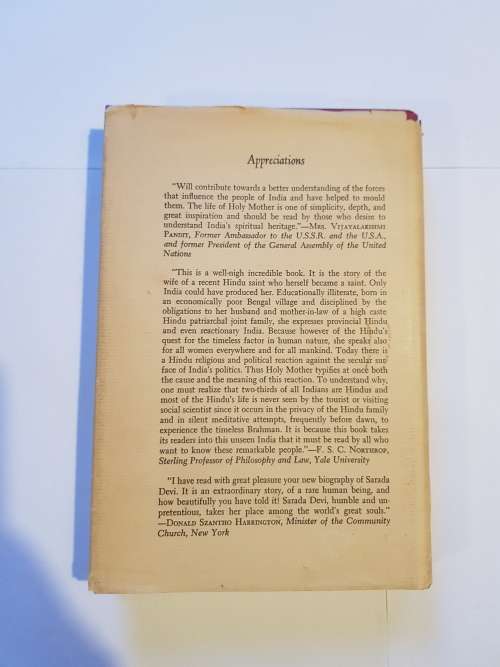 Appreciations
"Will contribute towards a better understanding of the forces
that influence the people of India and have helped to mould
them. The life of Holy Mother is one of simplicity, depth, and
great inspiration and should be read by those who desire to
understand India's spiritual heritage."—MRS. VIJAYALAKSHMI
PANDIT, Former Ambassador to the U.S.S.R. and the U.S.A.,
and former President of the General Assembly of the United
Nations
"This is a well-nigh incredible book. It is the story of the
wife of a recent Hindu saint who herself became a saint. Only
India could have produced her. Educationally illiterate, born in
an economically poor Bengal village and disciplined by the
obligations to her husband and mother-in-law of a high caste
Hindu patriarchal joint family, she expresses provincial Hindu
and even reactionary India. Because however of the Hindu's
quest for the timeless factor in human nature, she speaks also
for all women everywhere and for all mankind. Today there is
a Hindu religious and political reaction against the secular sur-
face of India's politics. Thus Holy Mother typifies at once both
the cause and the meaning of this reaction. To understand why,
one must realize that two-thirds of all Indians are Hindus and
most of the Hindu's life is never seen by the tourist or visiting
social scientist since it occurs in the privacy of the Hindu family
and in silent meditative attempts, frequently before dawn, to
experience the timeless Brahman. It is because this book takes
its readers into this unseen India that it must be read by all who
want to know these remarkable people."—F. S. C. NORTHROP,
Sterling Professor of Philosophy and Law, Yale University
"I have read with great pleasure your new biography of Sarada
Devi. It is an extraordinary story, of a rare human being, and
how beautifully you have told it! Sarada Devi, humble and un-
pretentious, takes her place among the world's great souls."
—DONALD SZANTHO HARRINGTON, Minister of the Community
Church, New York